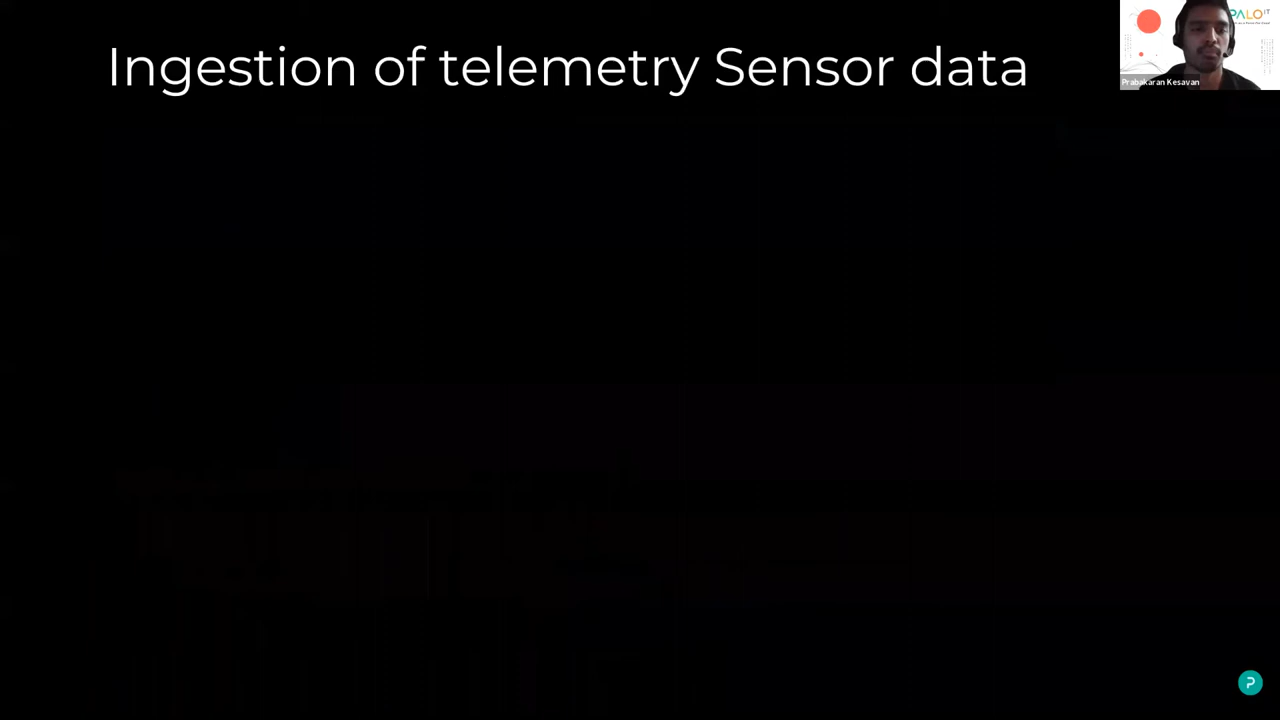 Ingestion of telemetry Sensor data
PALO IT
Prabakaran Kesavan